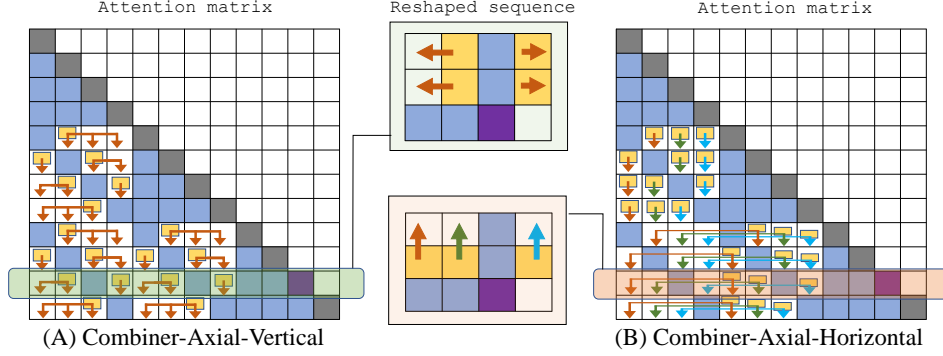 Attention matrix
Reshaped sequence
Attention matrix
(A) Combiner-Axial-Vertical
(B) Combiner-Axial-Horizontal